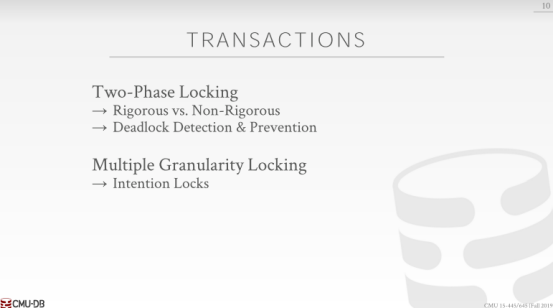 10
TRANSACTIONS
Two-Phase Locking
→ Rigorous vs. Non-Rigorous
→ Deadlock Detection & Prevention
Multiple Granularity Locking
→ Intention Locks
CMU-DB
CMU 15-445/645 (Fall 2019)